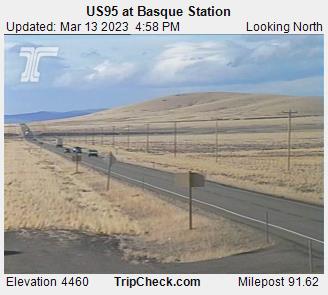 US95 at Basque Station
Updated: Mar 13 2023 4:58 PM Looking North
Elevation 4460 TripCheck.com Milepost 91.62